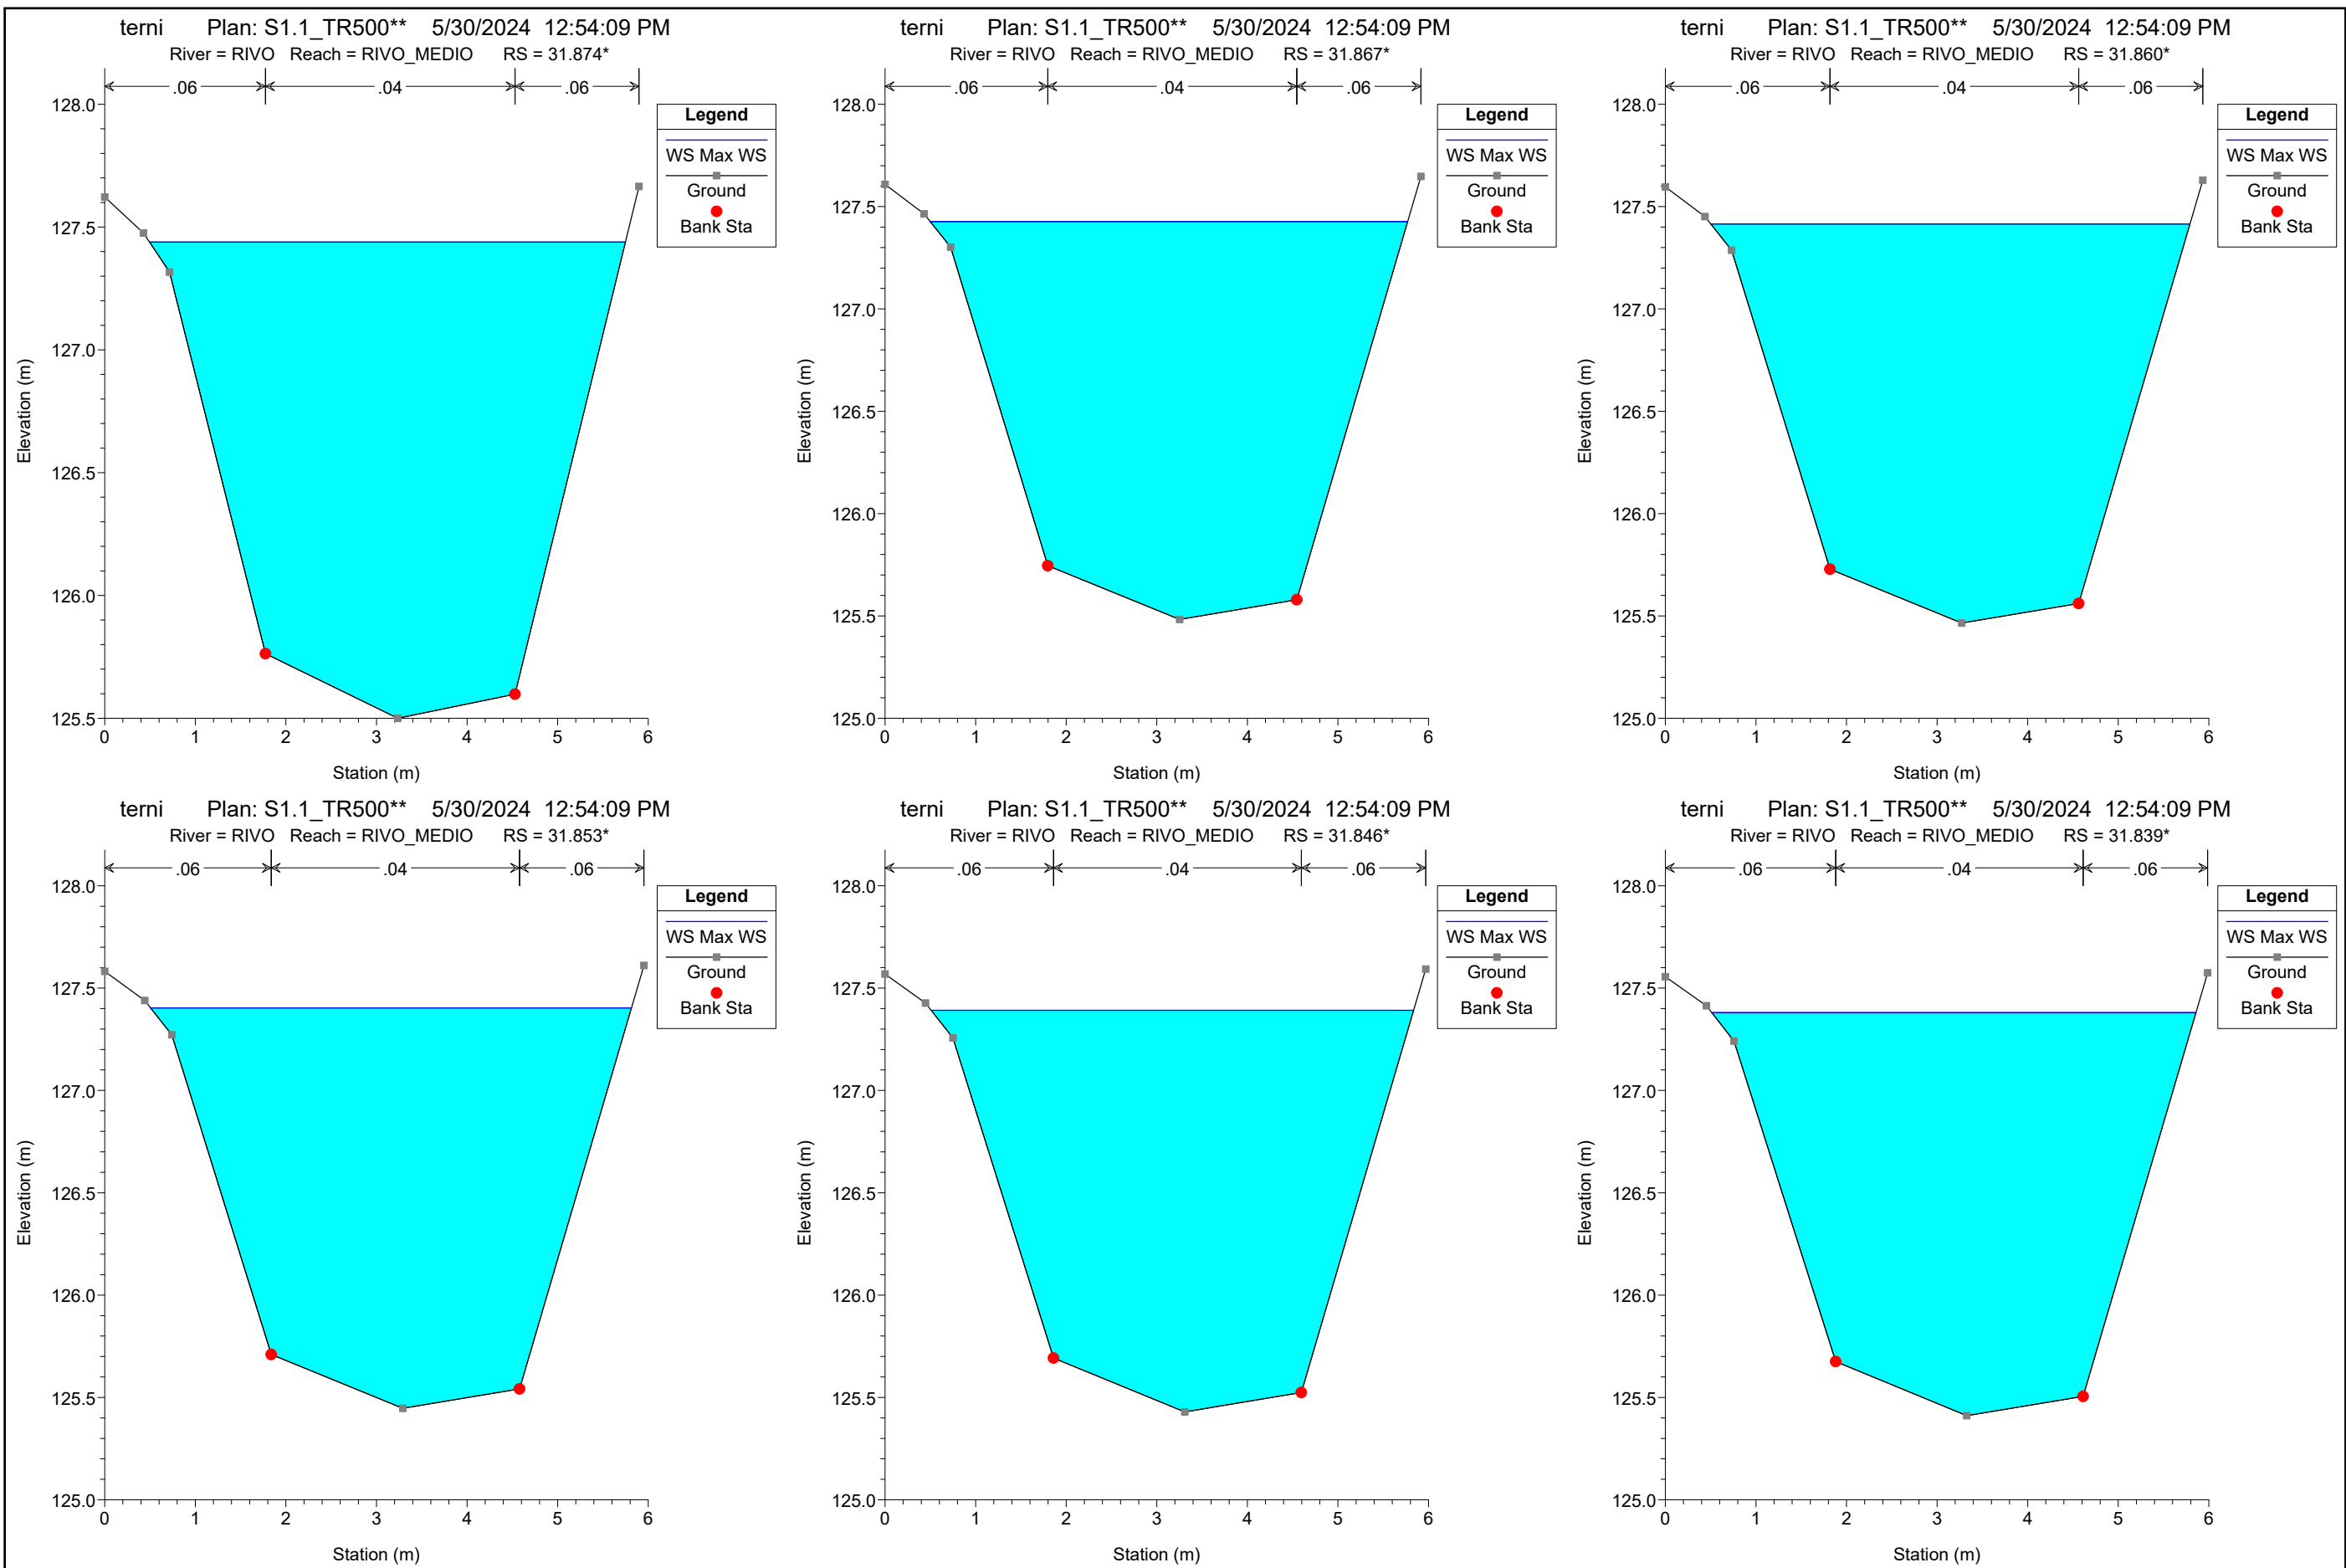 terni Plan: S1.1_TR500** 5/30/2024 12:54:09 PM
River = RIVO Reach = RIVO_MEDIO RS = 31.874*
.06 .04 .06
128.0
127.5
127.0
126.5
126.0
125.5
0 1 2 3 4 5 6
Station (m)
Elevation (m)
Legend
WS Max WS
Ground
Bank Sta
terni Plan: S1.1_TR500** 5/30/2024 12:54:09 PM
River = RIVO Reach = RIVO_MEDIO RS = 31.867*
.06 .04 .06
128.0
127.5
127.0
126.5
126.0
125.5
125.0
0 1 2 3 4 5 6
Station (m)
Elevation (m)
Legend
WS Max WS
Ground
Bank Sta
terni Plan: S1.1_TR500** 5/30/2024 12:54:09 PM
River = RIVO Reach = RIVO_MEDIO RS = 31.860*
.06 .04 .06
128.0
127.5
127.0
126.5
126.0
125.5
125.0
0 1 2 3 4 5 6
Station (m)
Elevation (m)
Legend
WS Max WS
Ground
Bank Sta
terni Plan: S1.1_TR500** 5/30/2024 12:54:09 PM
River = RIVO Reach = RIVO_MEDIO RS = 31.853*
.06 .04 .06
128.0
127.5
127.0
126.5
126.0
125.5
125.0
0 1 2 3 4 5 6
Station (m)
Elevation (m)
Legend
WS Max WS
Ground
Bank Sta
terni Plan: S1.1_TR500** 5/30/2024 12:54:09 PM
River = RIVO Reach = RIVO_MEDIO RS = 31.846*
.06 .04 .06
128.0
127.5
127.0
126.5
126.0
125.5
125.0
0 1 2 3 4 5 6
Station (m)
Elevation (m)
Legend
WS Max WS
Ground
Bank Sta
terni Plan: S1.1_TR500** 5/30/2024 12:54:09 PM
River = RIVO Reach = RIVO_MEDIO RS = 31.839*
.06 .04 .06
128.0
127.5
127.0
126.5
126.0
125.5
125.0
0 1 2 3 4 5 6
Station (m)
Elevation (m)
Legend
WS Max WS
Ground
Bank Sta